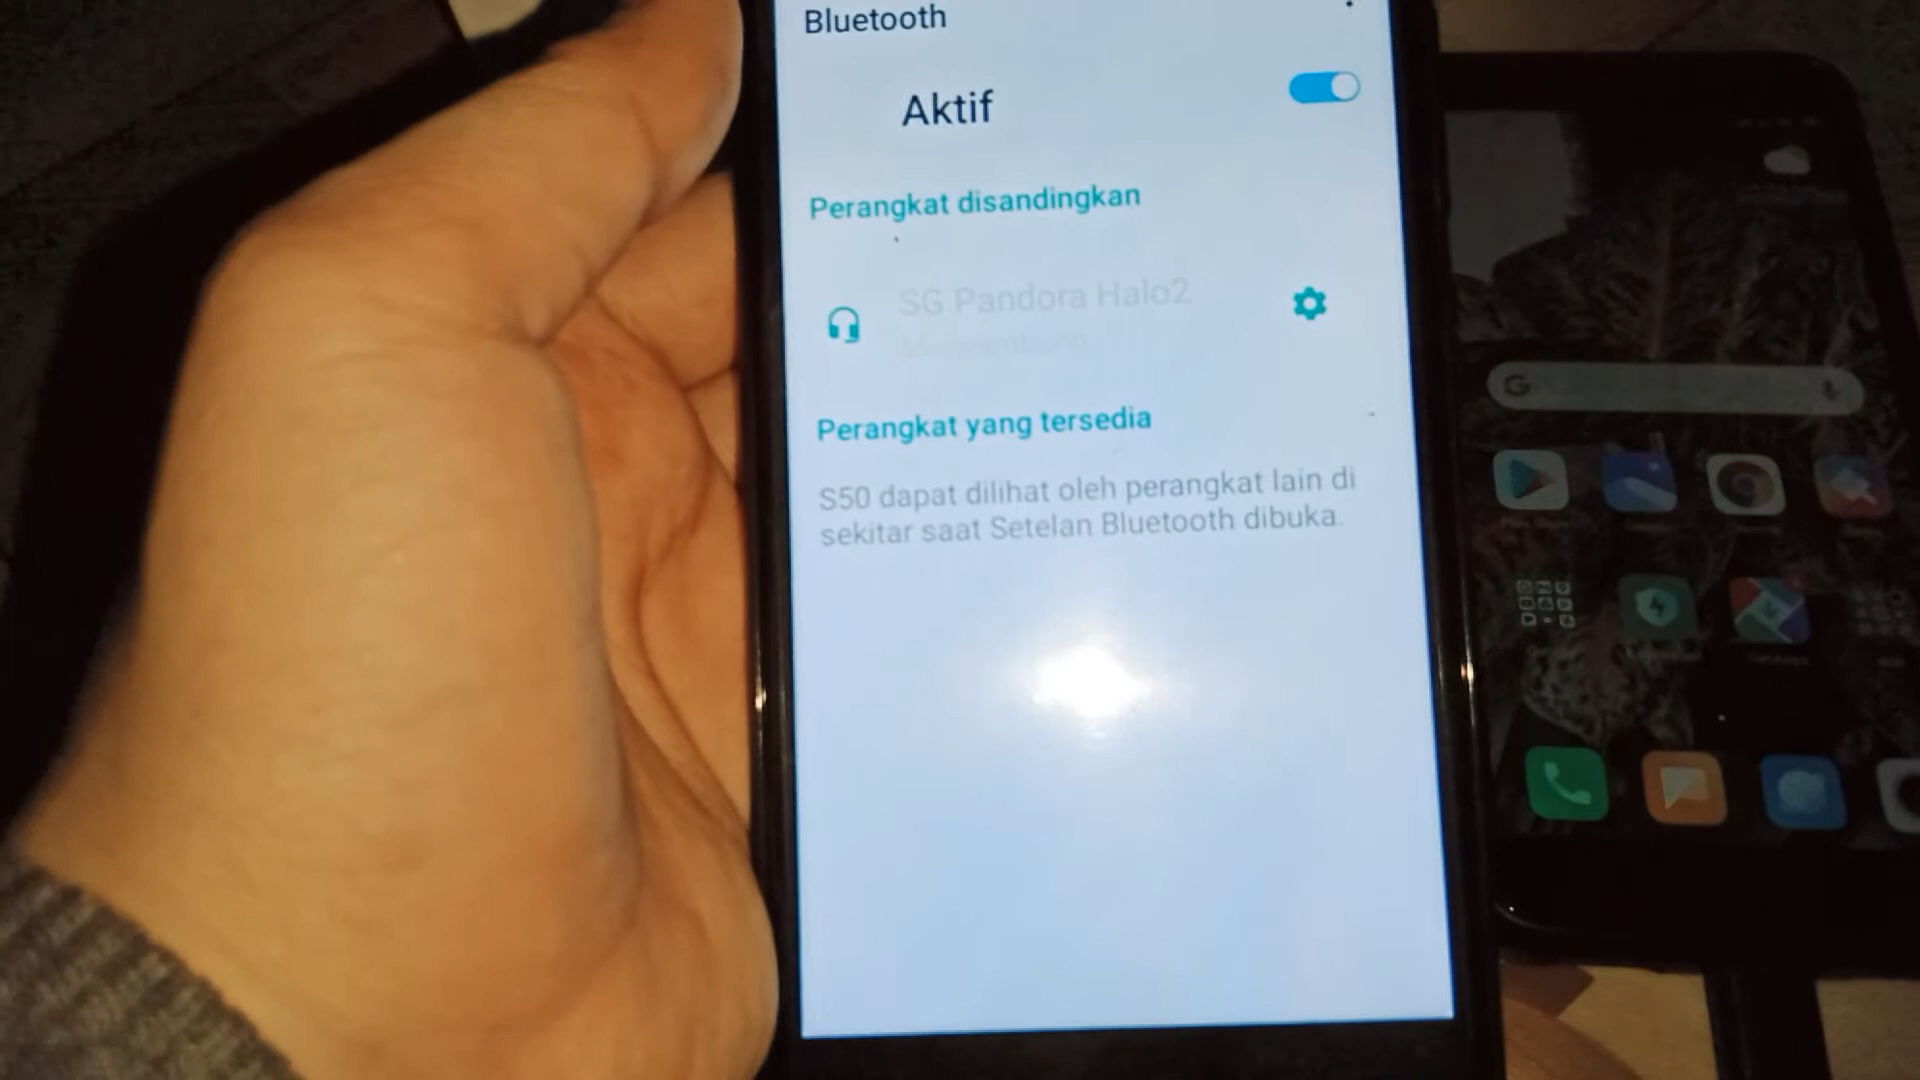 Bluetooth
Aktif
Perangkat disandingkan
SG Pandora Halo2
Perangkat yang tersedia
S50 dapat dilihat oleh perangkat lain di
sekitar saat Setelan Bluetooth dibuka.
G